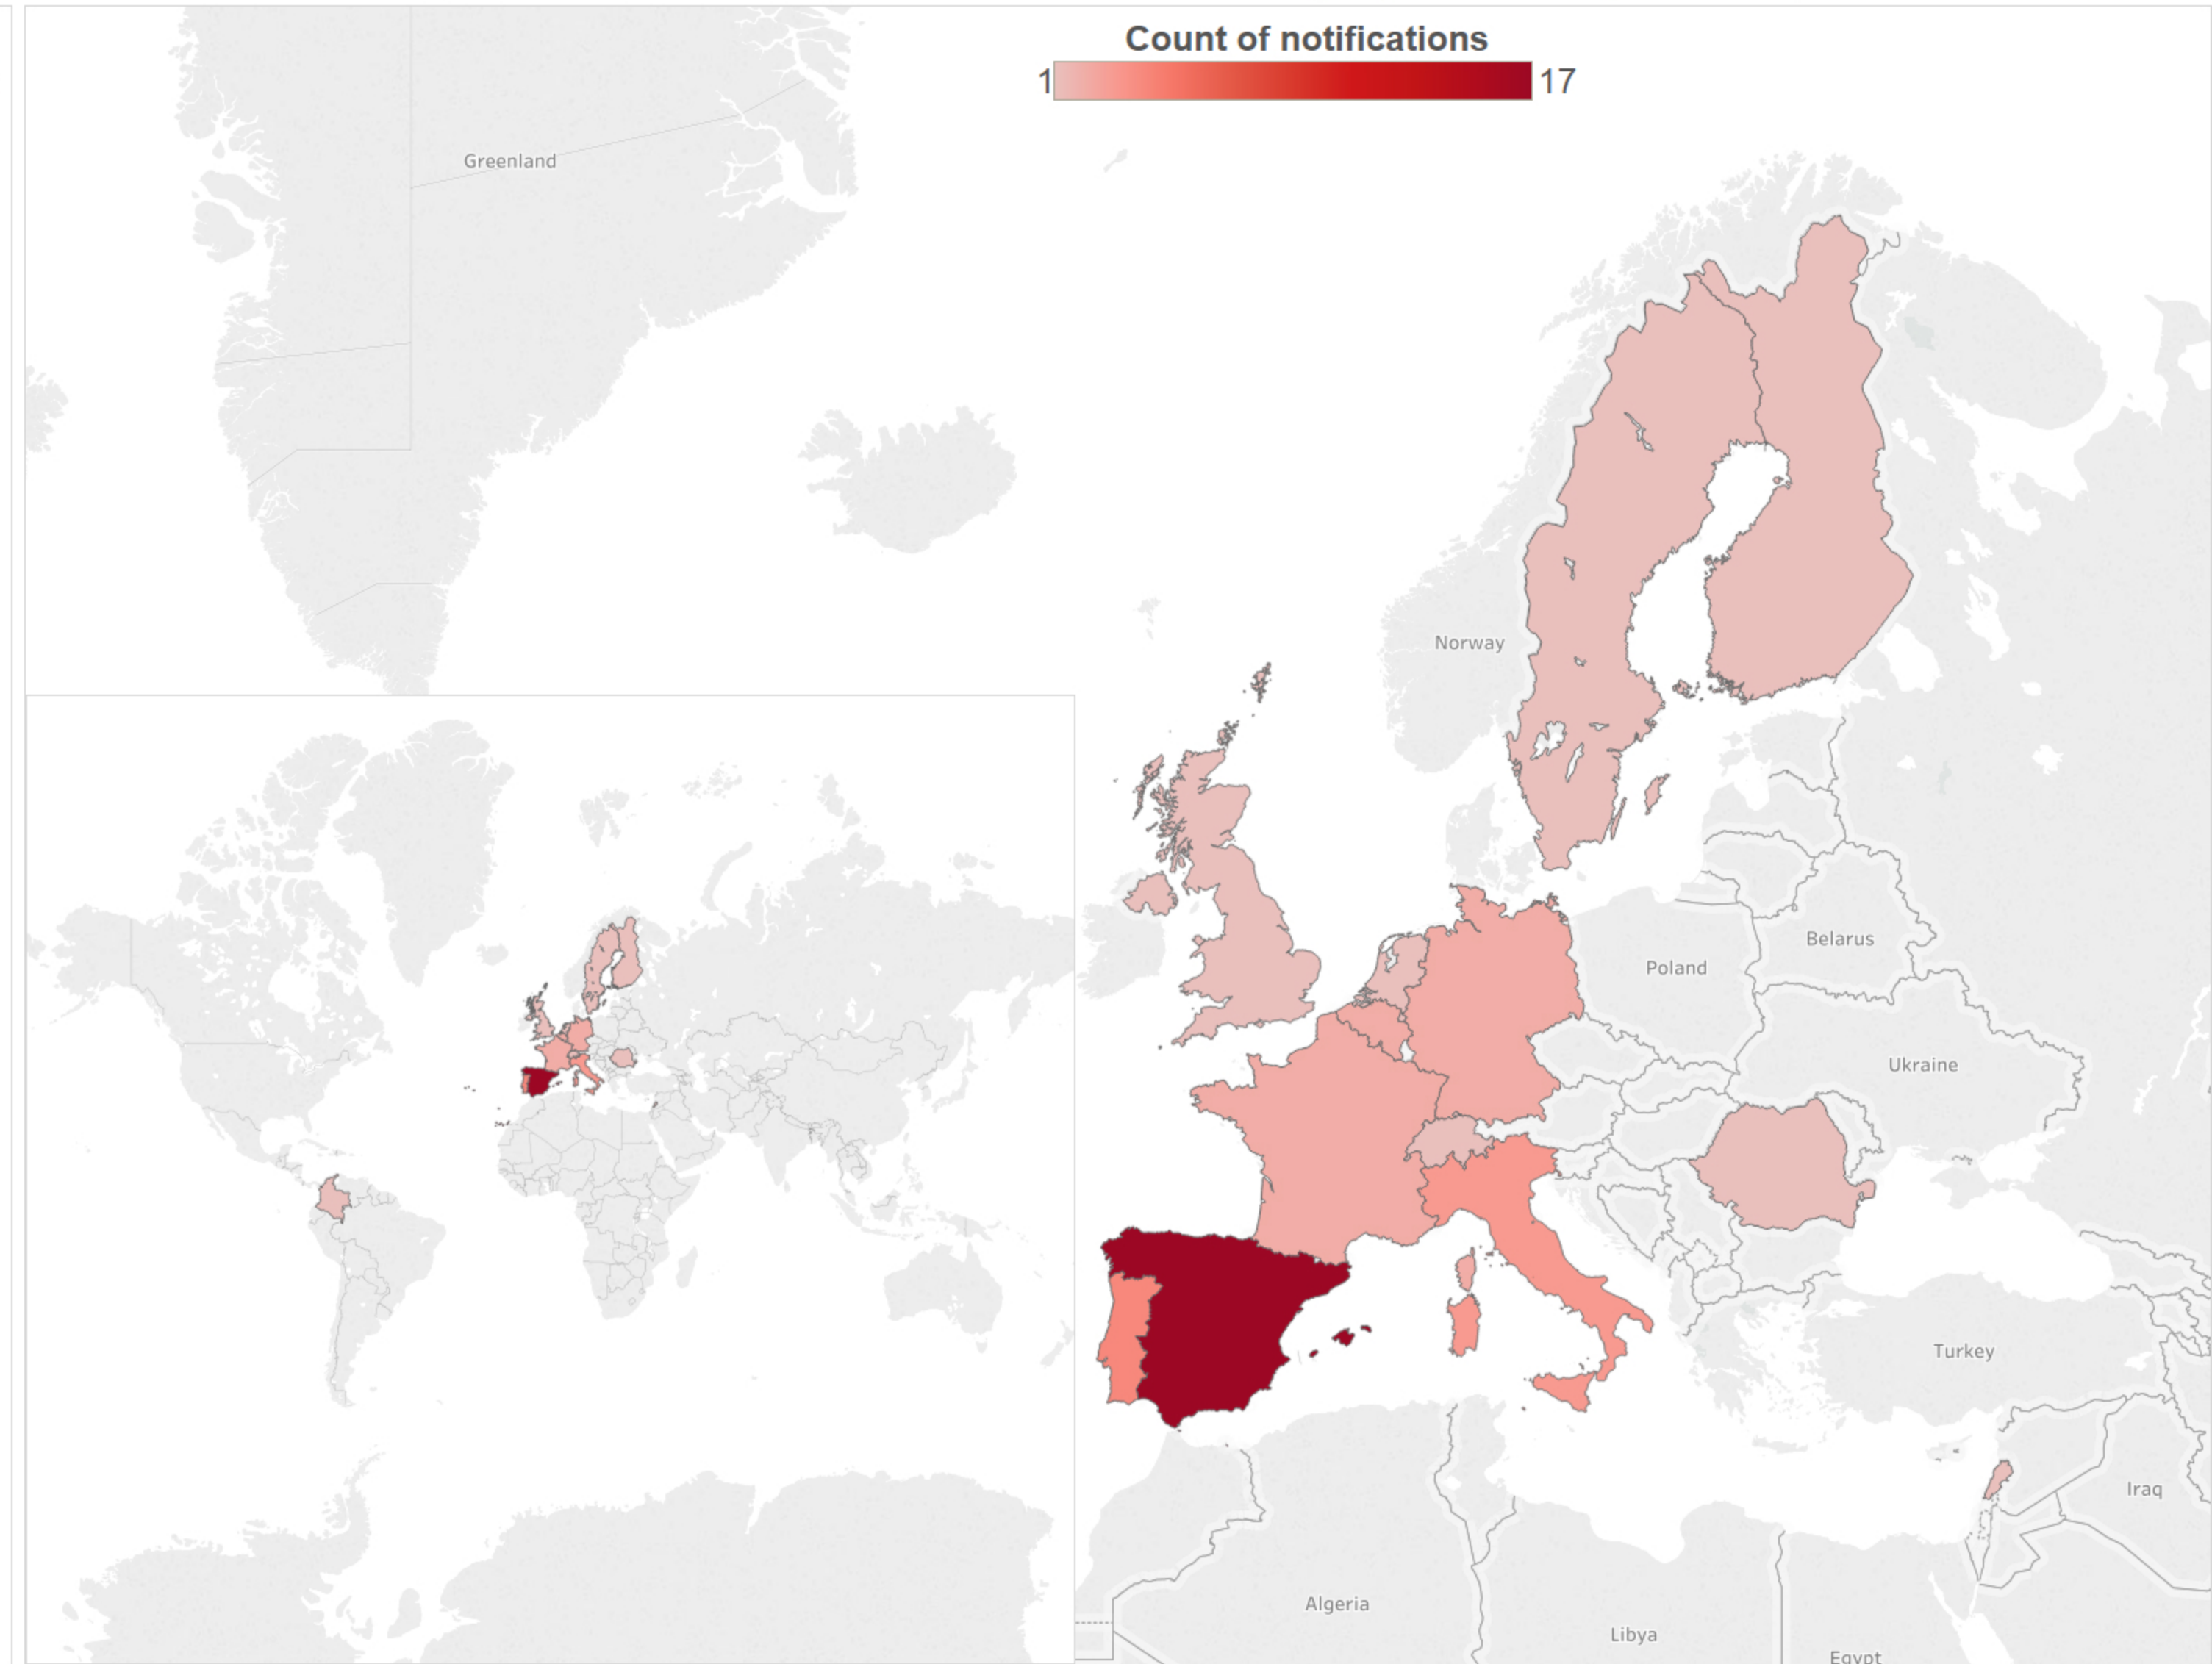 Count of notifications
1 17
Greenland
Norway
Belarus
Poland
Ukraine
Turkey
Iraq
Algeria
Libya
Egypt